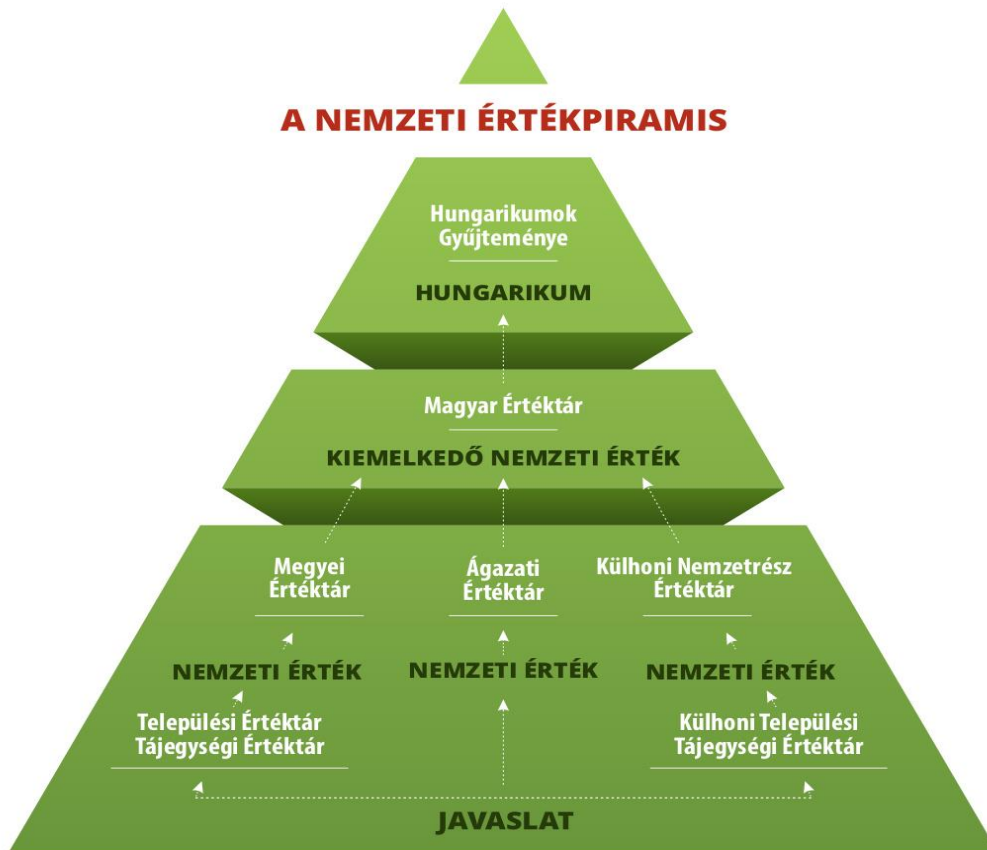 A NEMZETI ÉRTÉKPIRAMIS
Hungarikumok
Gyűjteménye
HUNGARIKUM
Magyar Értéktár
KIEMELKEDŐ NEMZETI ÉRTÉK
Megyei
Értéktár
Ágazati
Értéktár
Külhoni Nemzetrész
Értéktár
NEMZETI ÉRTÉK
NEMZETI ÉRTÉK
NEMZETI ÉRTÉK
Települési Értéktár
Tájegységi Értéktár
Külhoni Települési
Tájegységi Értéktár
JAVASLAT